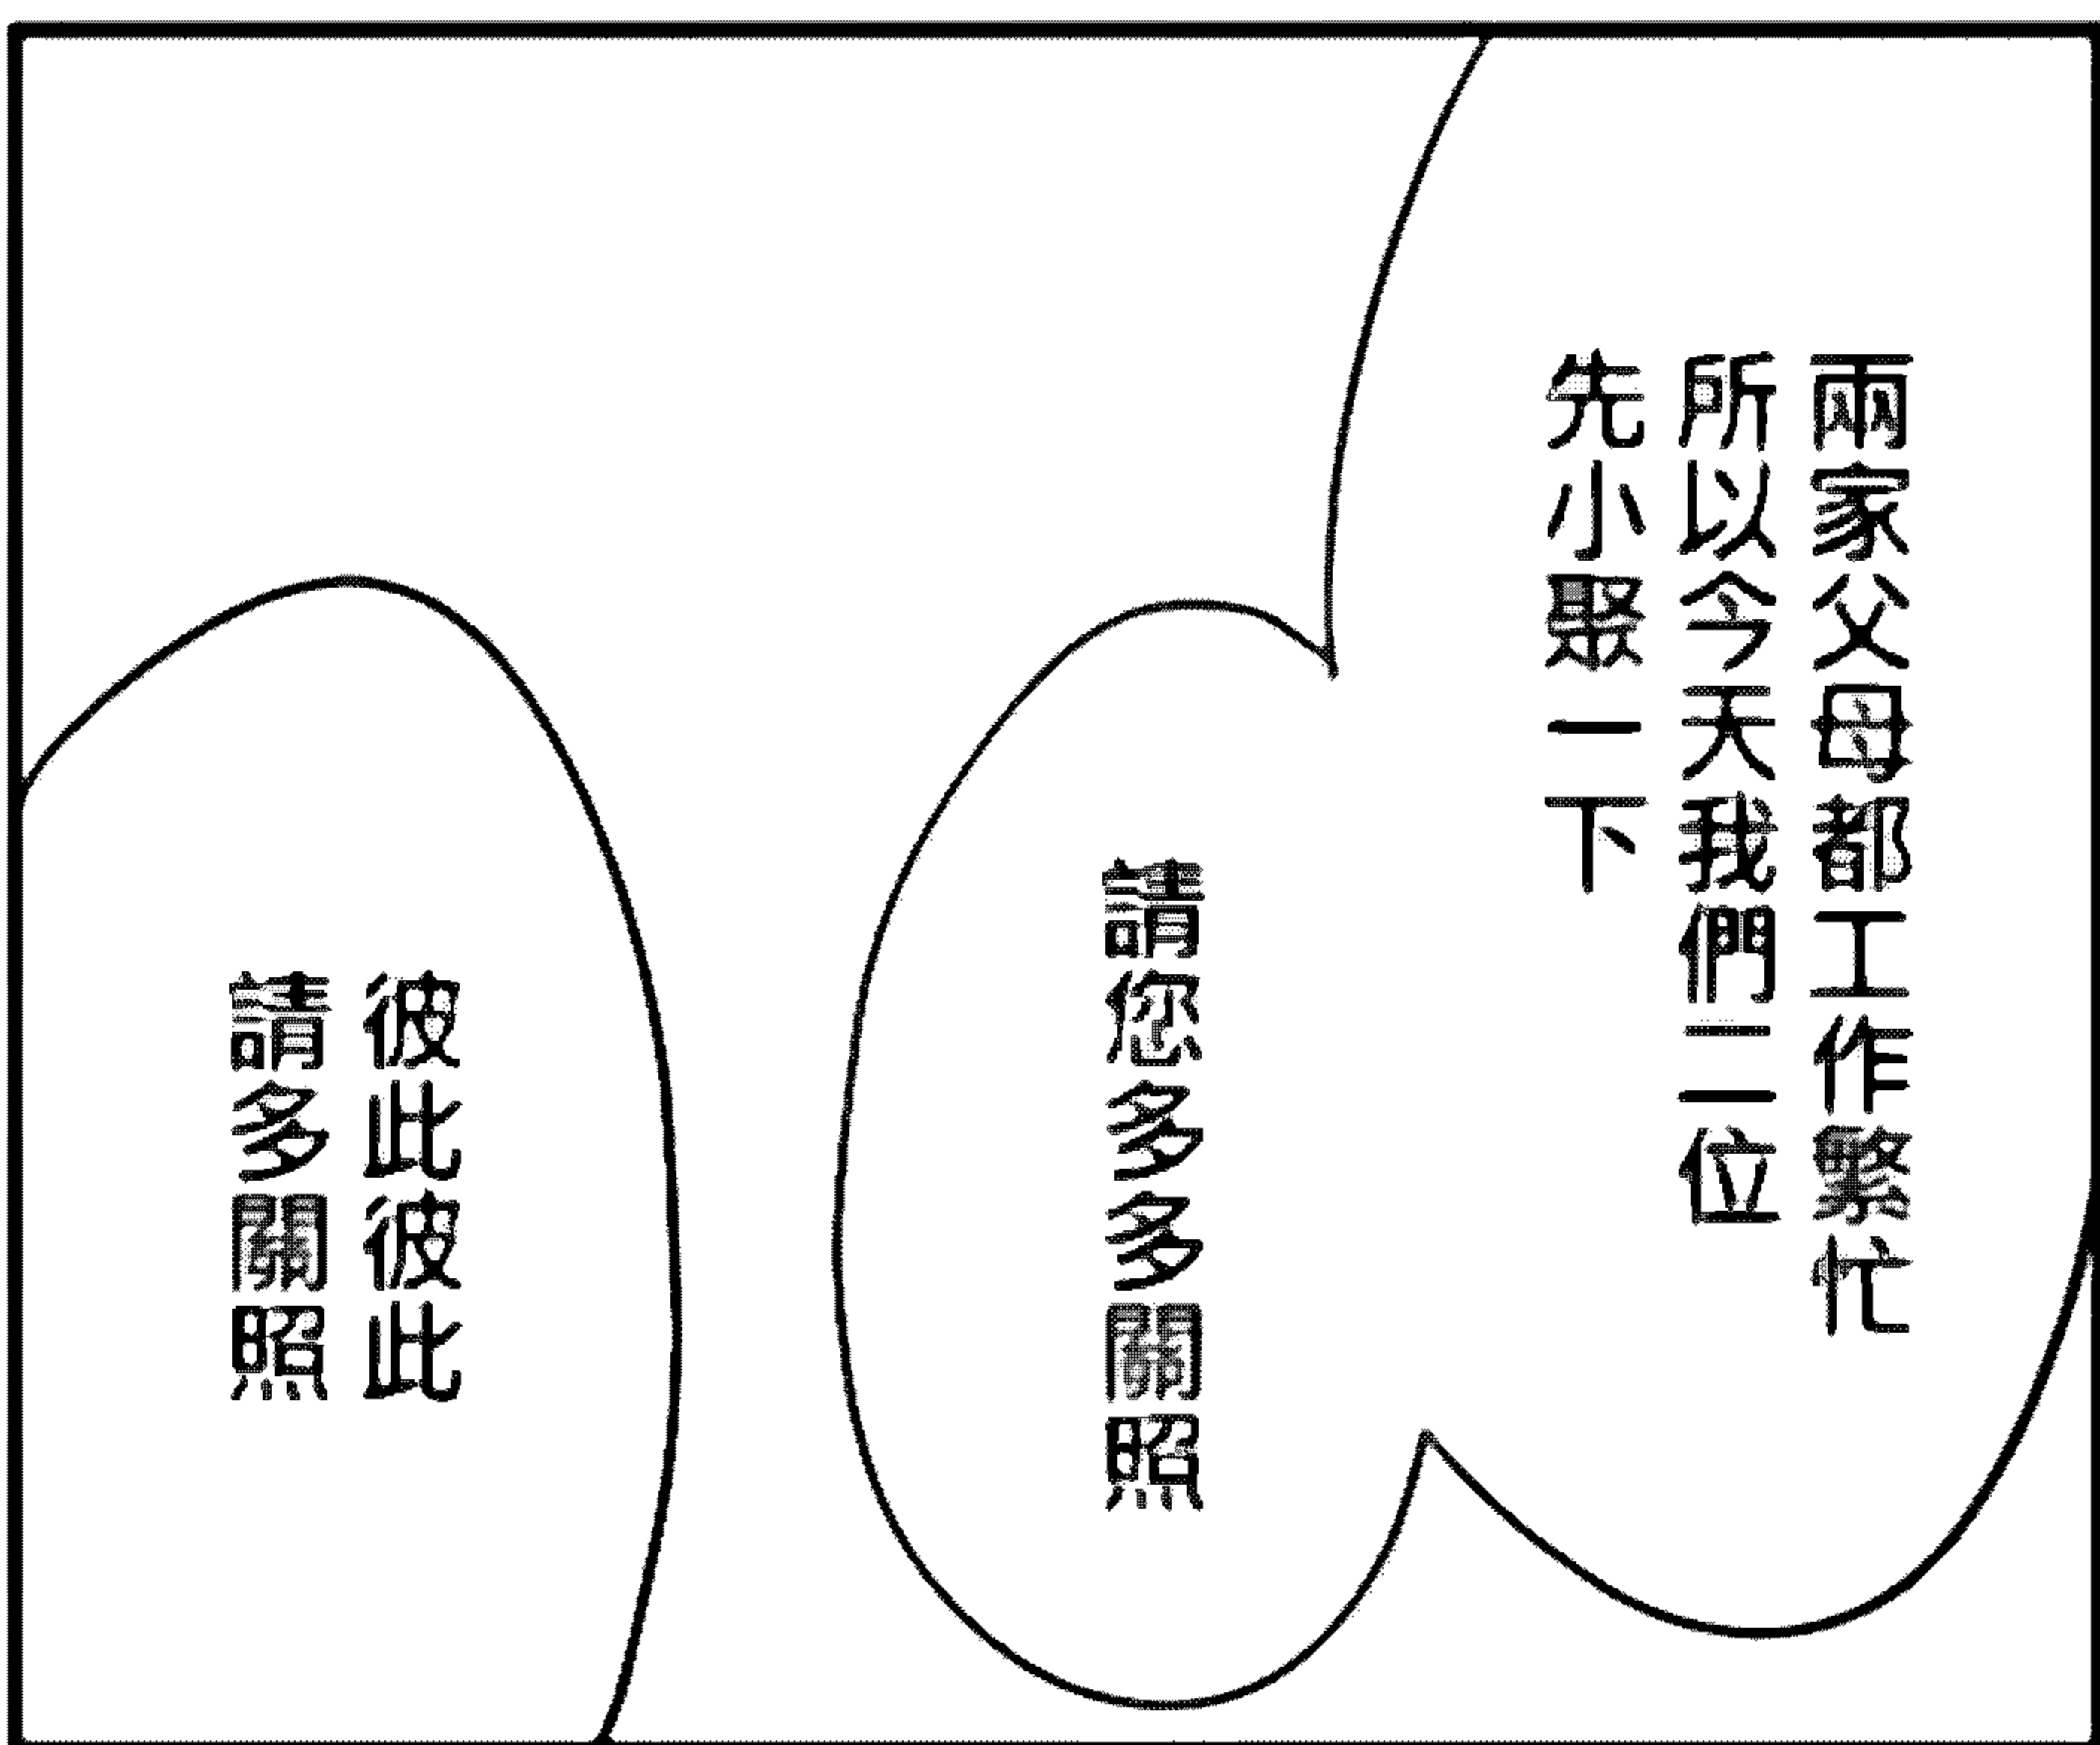 兩家父母都工作繁忙
所以今天我們二位
先小聚一下
請您多多關照
彼此彼此
請多關照